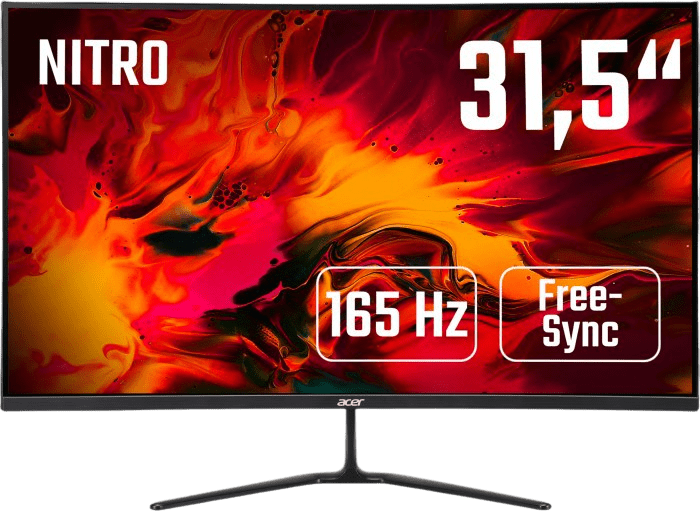 NITRO
31,5“
165 Hz
Free-
Sync
acer